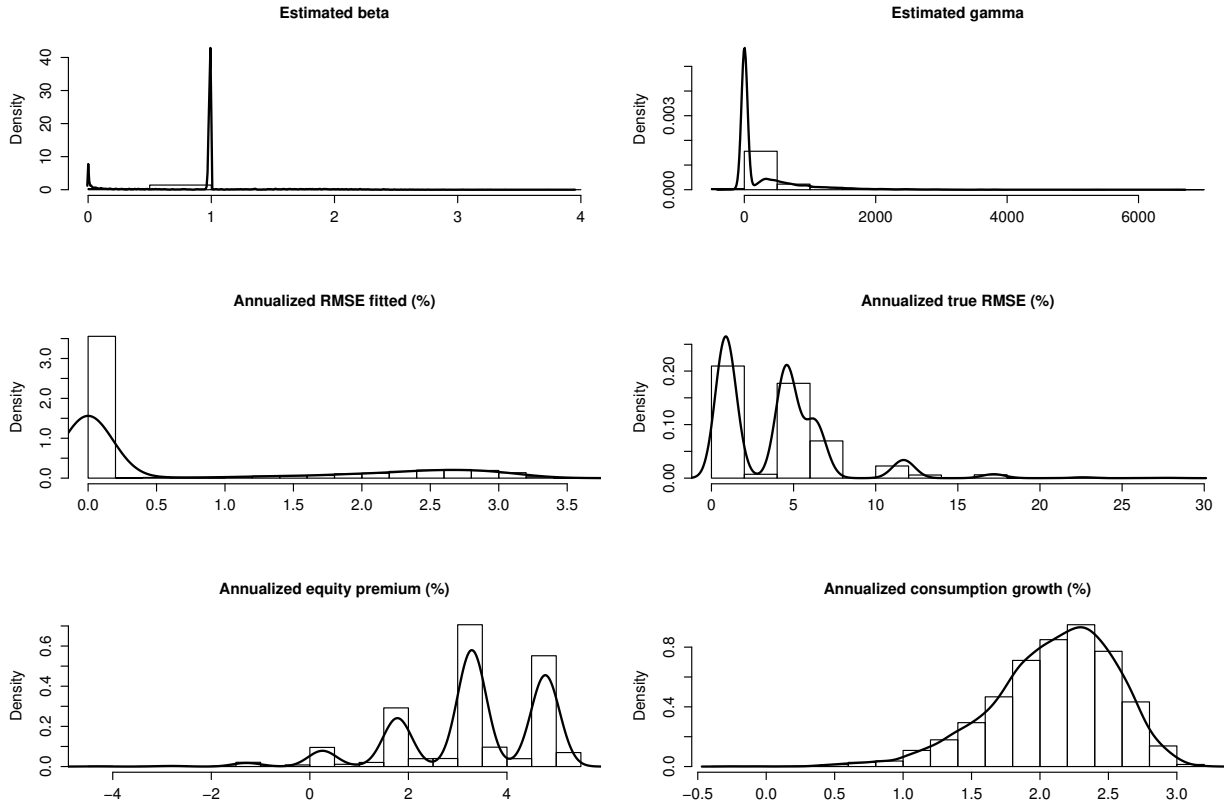 Estimated beta
Density
0 10 20 30 40
0 1 2 3 4
Estimated gamma
Density
0.000 0.003
0 2000 4000 6000
Annualized RMSE fitted (%)
Density
0.0 1.0 2.0 3.0
0.0 0.5 1.0 1.5 2.0 2.5 3.0 3.5
Annualized true RMSE (%)
Density
0.00 0.10 0.20
0 5 10 15 20 25 30
Annualized equity premium (%)
Density
0.0 0.2 0.4 0.6
−4 −2 0 2 4
Annualized consumption growth (%)
Density
0.0 0.4 0.8
−0.5 0.0 0.5 1.0 1.5 2.0 2.5 3.0